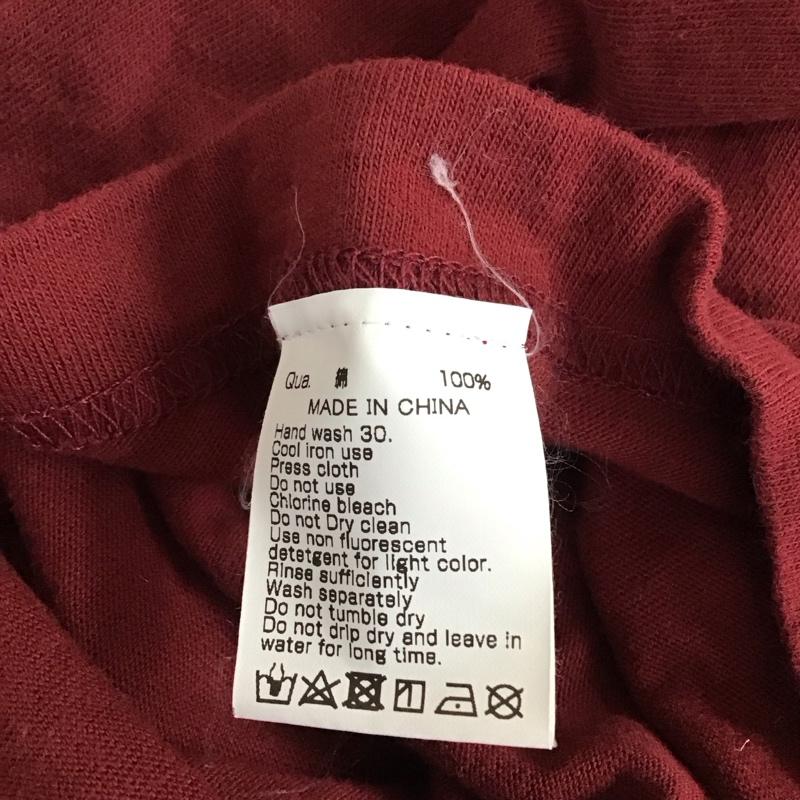 Qua. 綿 100%
MADE IN CHINA
Hand wash 30.
Cool iron use
Press cloth
Do not use
Chlorine bleach
Do not Dry clean
Use non fluorescent
detetgent for light color.
Rinse sufficiently
Wash separately
Do not tumble dry
Do not drip dry and leave in
water for long time.